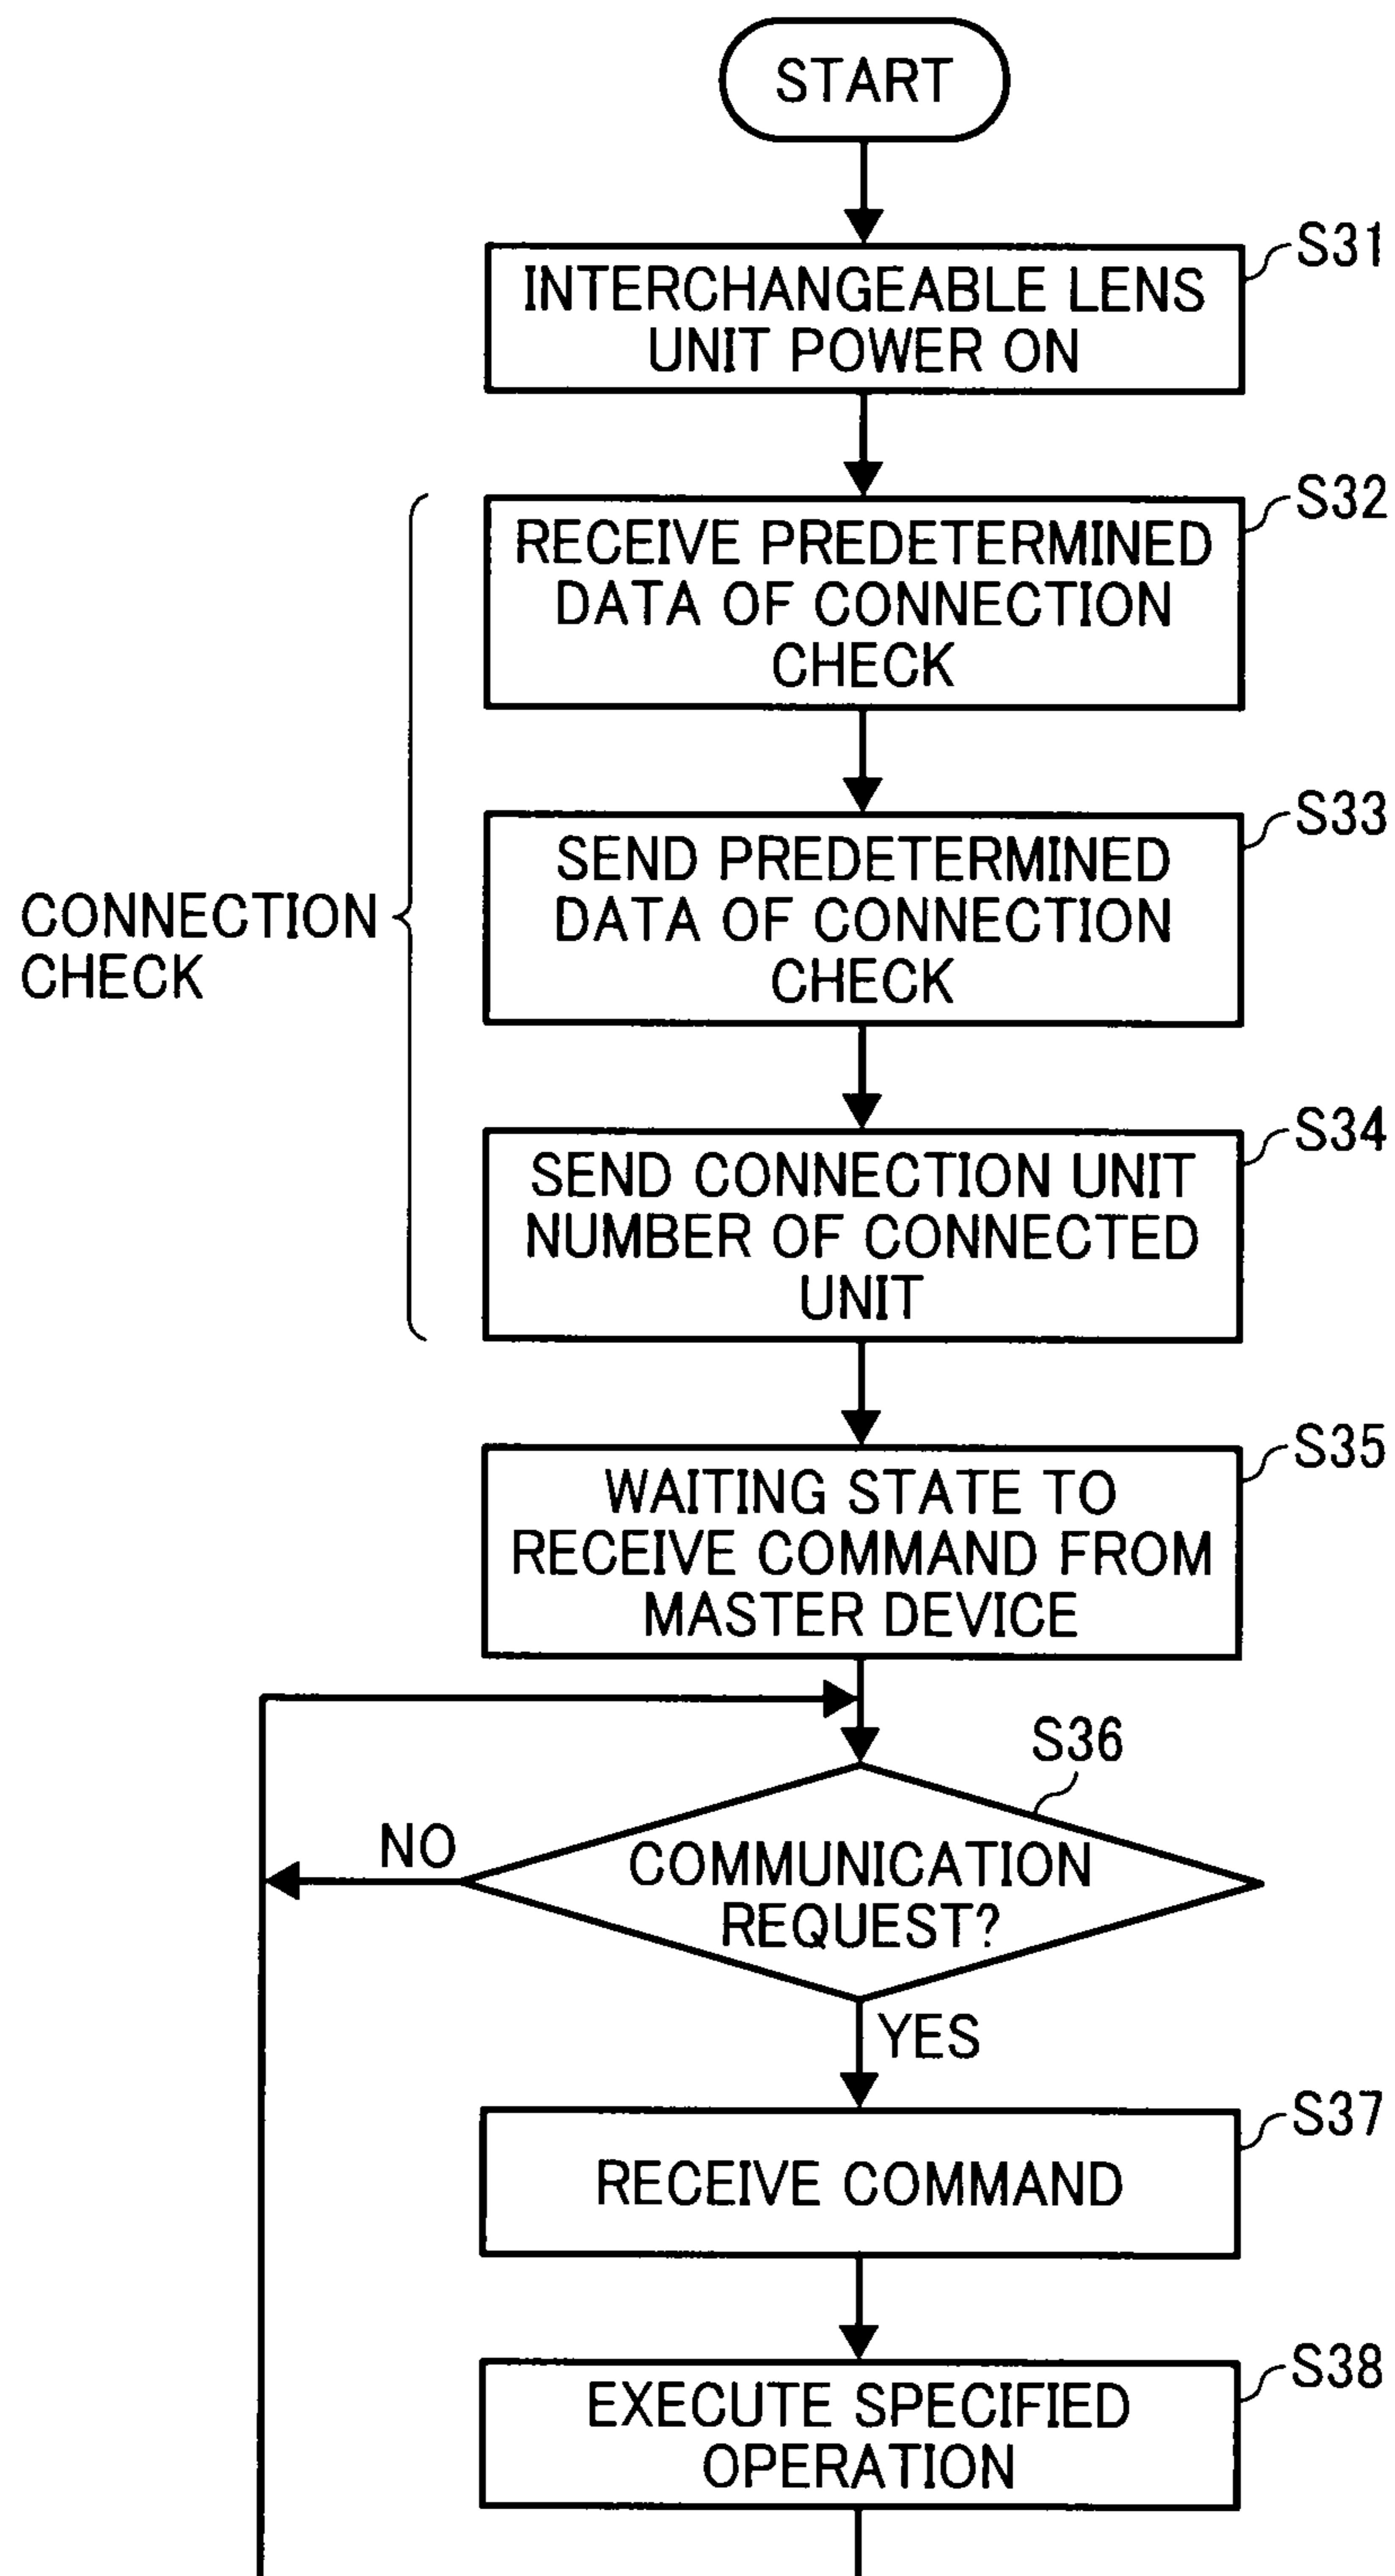 START
S31
INTERCHANGEABLE LENS
UNIT POWER ON
S32
RECEIVE PREDETERMINED
DATA OF CONNECTION
CHECK
S33
SEND PREDETERMINED
DATA OF CONNECTION
CHECK
CONNECTION
CHECK
S34
SEND CONNECTION UNIT
NUMBER OF CONNECTED
UNIT
S35
WAITING STATE TO
RECEIVE COMMAND FROM
MASTER DEVICE
S36
NO
COMMUNICATION
REQUEST?
YES
S37
RECEIVE COMMAND
S38
EXECUTE SPECIFIED
OPERATION